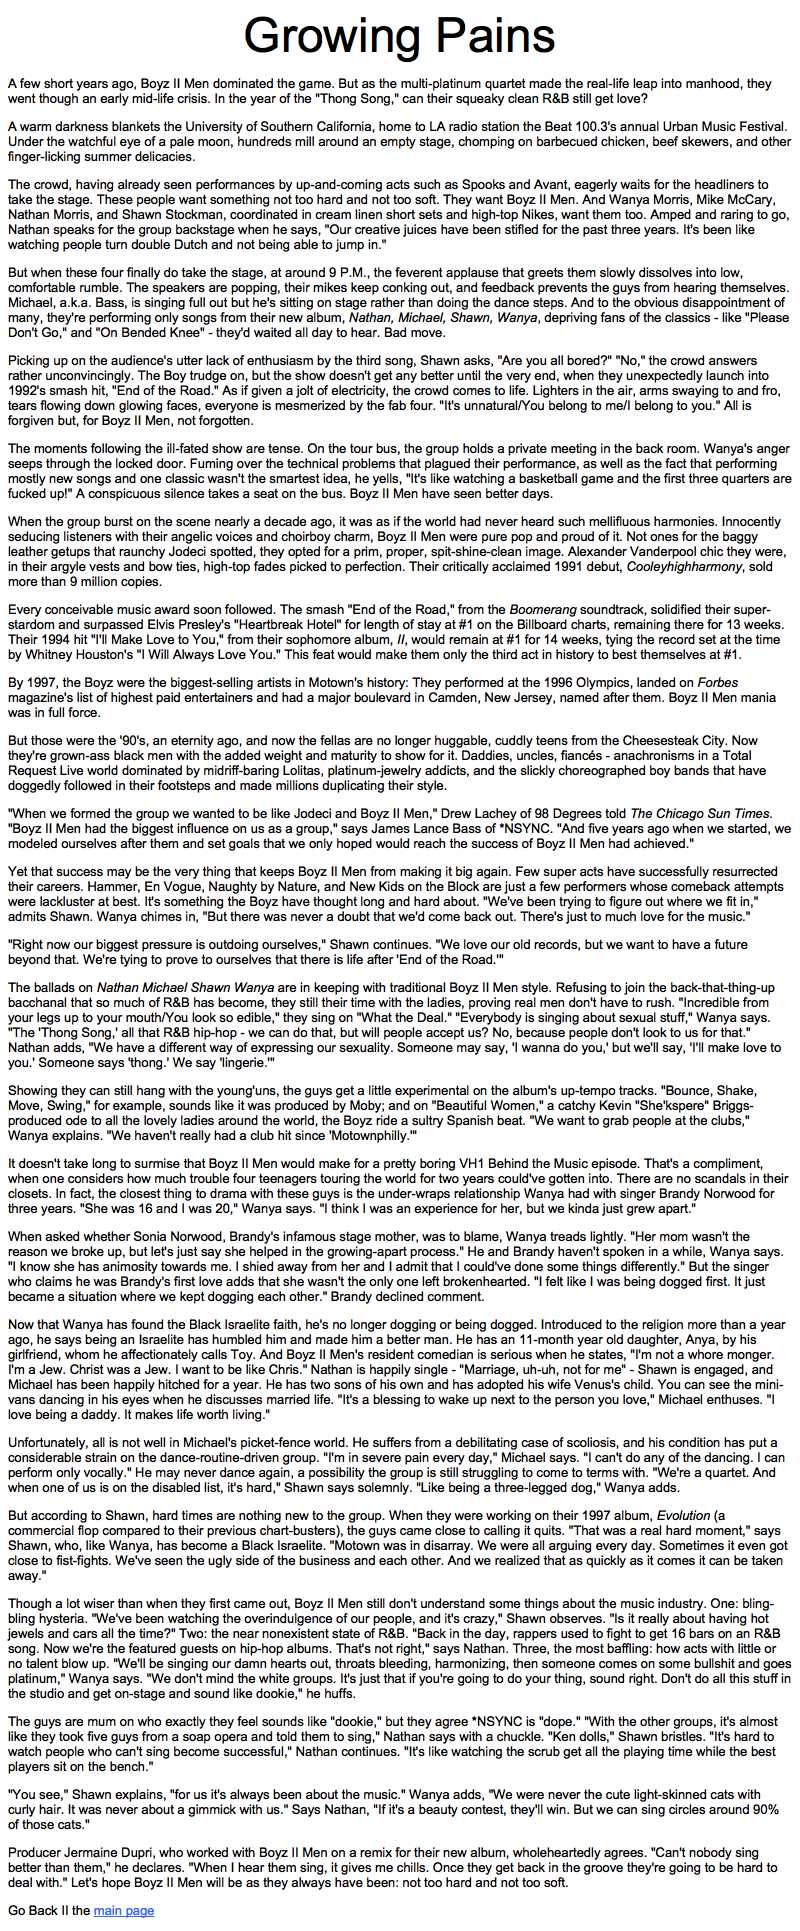 Growing Pains
A few short years ago, Boyz II Men dominated the game. But as the multi-platinum quartet made the real-life leap into manhood, they
went though an early mid-life crisis. In the year of the "Thong Song," can their squeaky clean R&B still get love?
A warm darkness blankets the University of Southern California, home to LA radio station the Beat 100.3's annual Urban Music Festival.
Under the watchful eye of a pale moon, hundreds mill around an empty stage, chomping on barbecued chicken, beef skewers, and other
finger-licking summer delicacies.
The crowd, having already seen performances by up-and-coming acts such as Spooks and Avant, eagerly waits for the headliners to
take the stage. These people want something not too hard and not too soft. They want Boyz II Men. And Wanya Morris, Mike McCary,
Nathan Morris, and Shawn Stockman, coordinated in cream linen short sets and high-top Nikes, want them too. Amped and raring to go,
Nathan speaks for the group backstage when he says, "Our creative juices have been stifled for the past three years. It's been like
watching people turn double Dutch and not being able to jump in."
But when these four finally do take the stage, at around 9 P.M., the feverent applause that greets them slowly dissolves into low,
comfortable rumble. The speakers are popping, their mikes keep conking out, and feedback prevents the guys from hearing themselves.
Michael, a.k.a. Bass, is singing full out but he's sitting on stage rather than doing the dance steps. And to the obvious disappointment of
many, they're performing only songs from their new album, Nathan, Michael, Shawn, Wanya, depriving fans of the classics - like "Please
Don't Go," and "On Bended Knee" - they'd waited all day to hear. Bad move.
Picking up on the audience's utter lack of enthusiasm by the third song, Shawn asks, "Are you all bored?" "No," the crowd answers
rather unconvincingly. The Boy trudge on, but the show doesn't get any better until the very end, when they unexpectedly launch into
1992's smash hit, "End of the Road." As if given a jolt of electricity, the crowd comes to life. Lighters in the air, arms swaying to and fro,
tears flowing down glowing faces, everyone is mesmerized by the fab four. "It's unnatural/You belong to me/I belong to you." All is
forgiven but, for Boyz II Men, not forgotten.
The moments following the ill-fated show are tense. On the tour bus, the group holds a private meeting in the back room. Wanya's anger
seeps through the locked door. Fuming over the technical problems that plagued their performance, as well as the fact that performing
mostly new songs and one classic wasn't the smartest idea, he yells, "It's like watching a basketball game and the first three quarters are
fucked up!" A conspicuous silence takes a seat on the bus. Boyz II Men have seen better days.
When the group burst on the scene nearly a decade ago, it was as if the world had never heard such mellifluous harmonies. Innocently
seducing listeners with their angelic voices and choirboy charm, Boyz II Men were pure pop and proud of it. Not ones for the baggy
leather getups that raunchy Jodeci spotted, they opted for a prim, proper, spit-shine-clean image. Alexander Vanderpool chic they were,
in their argyle vests and bow ties, high-top fades picked to perfection. Their critically acclaimed 1991 debut, Cooleyhighharmony, sold
more than 9 million copies.
Every conceivable music award soon followed. The smash "End of the Road," from the Boomerang soundtrack, solidified their super-
stardom and surpassed Elvis Presley's "Heartbreak Hotel" for length of stay at #1 on the Billboard charts, remaining there for 13 weeks.
Their 1994 hit "I'll Make Love to You," from their sophomore album, II, would remain at #1 for 14 weeks, tying the record set at the time
by Whitney Houston's "I Will Always Love You." This feat would make them only the third act in history to best themselves at #1.
By 1997, the Boyz were the biggest-selling artists in Motown's history: They performed at the 1996 Olympics, landed on Forbes
magazine's list of highest paid entertainers and had a major boulevard in Camden, New Jersey, named after them. Boyz II Men mania
was in full force.
But those were the '90's, an eternity ago, and now the fellas are no longer huggable, cuddly teens from the Cheesesteak City. Now
they're grown-ass black men with the added weight and maturity to show for it. Daddies, uncles, fiancés - anachronisms in a Total
Request Live world dominated by midriff-baring Lolitas, platinum-jewelry addicts, and the slickly choreographed boy bands that have
doggedly followed in their footsteps and made millions duplicating their style.
"When we formed the group we wanted to be like Jodeci and Boyz II Men," Drew Lachey of 98 Degrees told The Chicago Sun Times.
"Boyz II Men had the biggest influence on us as a group," says James Lance Bass of *NSYNC. "And five years ago when we started, we
modeled ourselves after them and set goals that we only hoped would reach the success of Boyz II Men had achieved."
Yet that success may be the very thing that keeps Boyz II Men from making it big again. Few super acts have successfully resurrected
their careers. Hammer, En Vogue, Naughty by Nature, and New Kids on the Block are just a few performers whose comeback attempts
were lackluster at best. It's something the Boyz have thought long and hard about. "We've been trying to figure out where we fit in,"
admits Shawn. Wanya chimes in, "But there was never a doubt that we'd come back out. There's just to much love for the music."
"Right now our biggest pressure is outdoing ourselves," Shawn continues. "We love our old records, but we want to have a future
beyond that. We're tying to prove to ourselves that there is life after 'End of the Road.'"
The ballads on Nathan Michael Shawn Wanya are in keeping with traditional Boyz II Men style. Refusing to join the back-that-thing-up
bacchanal that so much of R&B has become, they still their time with the ladies, proving real men don't have to rush. "Incredible from
your legs up to your mouth/You look so edible," they sing on "What the Deal." "Everybody is singing about sexual stuff," Wanya says.
"The 'Thong Song,' all that R&B hip-hop - we can do that, but will people accept us? No, because people don't look to us for that."
Nathan adds, "We have a different way of expressing our sexuality. Someone may say, 'I wanna do you,' but we'll say, 'I'll make love to
you.' Someone says 'thong.' We say 'lingerie.'"
Showing they can still hang with the young'uns, the guys get a little experimental on the album's up-tempo tracks. "Bounce, Shake,
Move, Swing," for example, sounds like it was produced by Moby; and on "Beautiful Women," a catchy Kevin "She'kspere" Briggs-
produced ode to all the lovely ladies around the world, the Boyz ride a sultry Spanish beat. "We want to grab people at the clubs,"
Wanya explains. "We haven't really had a club hit since 'Motownphilly.'"
It doesn't take long to surmise that Boyz II Men would make for a pretty boring VH1 Behind the Music episode. That's a compliment,
when one considers how much trouble four teenagers touring the world for two years could've gotten into. There are no scandals in their
closets. In fact, the closest thing to drama with these guys is the under-wraps relationship Wanya had with singer Brandy Norwood for
three years. "She was 16 and I was 20," Wanya says. "I think I was an experience for her, but we kinda just grew apart."
When asked whether Sonia Norwood, Brandy's infamous stage mother, was to blame, Wanya treads lightly. "Her mom wasn't the
reason we broke up, but let's just say she helped in the growing-apart process." He and Brandy haven't spoken in a while, Wanya says.
"I know she has animosity towards me. I shied away from her and I admit that I could've done some things differently." But the singer
who claims he was Brandy's first love adds that she wasn't the only one left brokenhearted. "I felt like I was being dogged first. It just
became a situation where we kept dogging each other." Brandy declined comment.
Now that Wanya has found the Black Israelite faith, he's no longer dogging or being dogged. Introduced to the religion more than a year
ago, he says being an Israelite has humbled him and made him a better man. He has an 11-month year old daughter, Anya, by his
girlfriend, whom he affectionately calls Toy. And Boyz II Men's resident comedian is serious when he states, "I'm not a whore monger.
I'm a Jew. Christ was a Jew. I want to be like Chris." Nathan is happily single - "Marriage, uh-uh, not for me" - Shawn is engaged, and
Michael has been happily hitched for a year. He has two sons of his own and has adopted his wife Venus's child. You can see the mini-
vans dancing in his eyes when he discusses married life. "It's a blessing to wake up next to the person you love," Michael enthuses. "I
love being a daddy. It makes life worth living."
Unfortunately, all is not well in Michael's picket-fence world. He suffers from a debilitating case of scoliosis, and his condition has put a
considerable strain on the dance-routine-driven group. "I'm in severe pain every day," Michael says. "I can't do any of the dancing. I can
perform only vocally." He may never dance again, a possibility the group is still struggling to come to terms with. "We're a quartet. And
when one of us is on the disabled list, it's hard," Shawn says solemnly. "Like being a three-legged dog," Wanya adds.
But according to Shawn, hard times are nothing new to the group. When they were working on their 1997 album, Evolution (a
commercial flop compared to their previous chart-busters), the guys came close to calling it quits. "That was a real hard moment," says
Shawn, who, like Wanya, has become a Black Israelite. "Motown was in disarray. We were all arguing every day. Sometimes it even got
close to fist-fights. We've seen the ugly side of the business and each other. And we realized that as quickly as it comes it can be taken
away."
Though a lot wiser than when they first came out, Boyz II Men still don't understand some things about the music industry. One: bling-
bling hysteria. "We've been watching the overindulgence of our people, and it's crazy," Shawn observes. "Is it really about having hot
jewels and cars all the time?" Two: the near nonexistent state of R&B. "Back in the day, rappers used to fight to get 16 bars on an R&B
song. Now we're the featured guests on hip-hop albums. That's not right," says Nathan. Three, the most baffling: how acts with little or
no talent blow up. "We'll be singing our damn hearts out, throats bleeding, harmonizing, then someone comes on some bullshit and goes
platinum," Wanya says. "We don't mind the white groups. It's just that if you're going to do your thing, sound right. Don't do all this stuff in
the studio and get on-stage and sound like dookie," he huffs.
The guys are mum on who exactly they feel sounds like "dookie," but they agree *NSYNC is "dope." "With the other groups, it's almost
like they took five guys from a soap opera and told them to sing," Nathan says with a chuckle. "Ken dolls," Shawn bristles. "It's hard to
watch people who can't sing become successful," Nathan continues. "It's like watching the scrub get all the playing time while the best
players sit on the bench."
"You see," Shawn explains, "for us it's always been about the music." Wanya adds, "We were never the cute light-skinned cats with
curly hair. It was never about a gimmick with us." Says Nathan, "If it's a beauty contest, they'll win. But we can sing circles around 90%
of those cats."
Producer Jermaine Dupri, who worked with Boyz II Men on a remix for their new album, wholeheartedly agrees. "Can't nobody sing
better than them," he declares. "When I hear them sing, it gives me chills. Once they get back in the groove they're going to be hard to
deal with." Let's hope Boyz II Men will be as they always have been: not too hard and not too soft.
Go Back II the main page